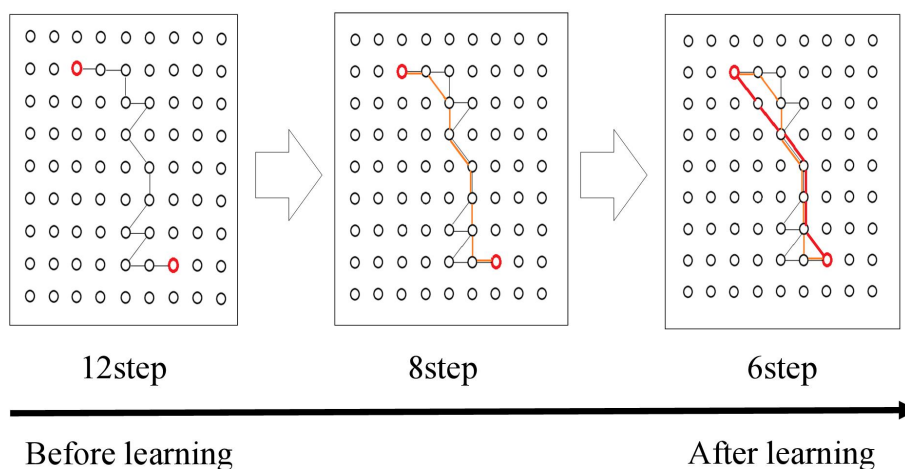 12step
8step
6step
Before learning
After learning